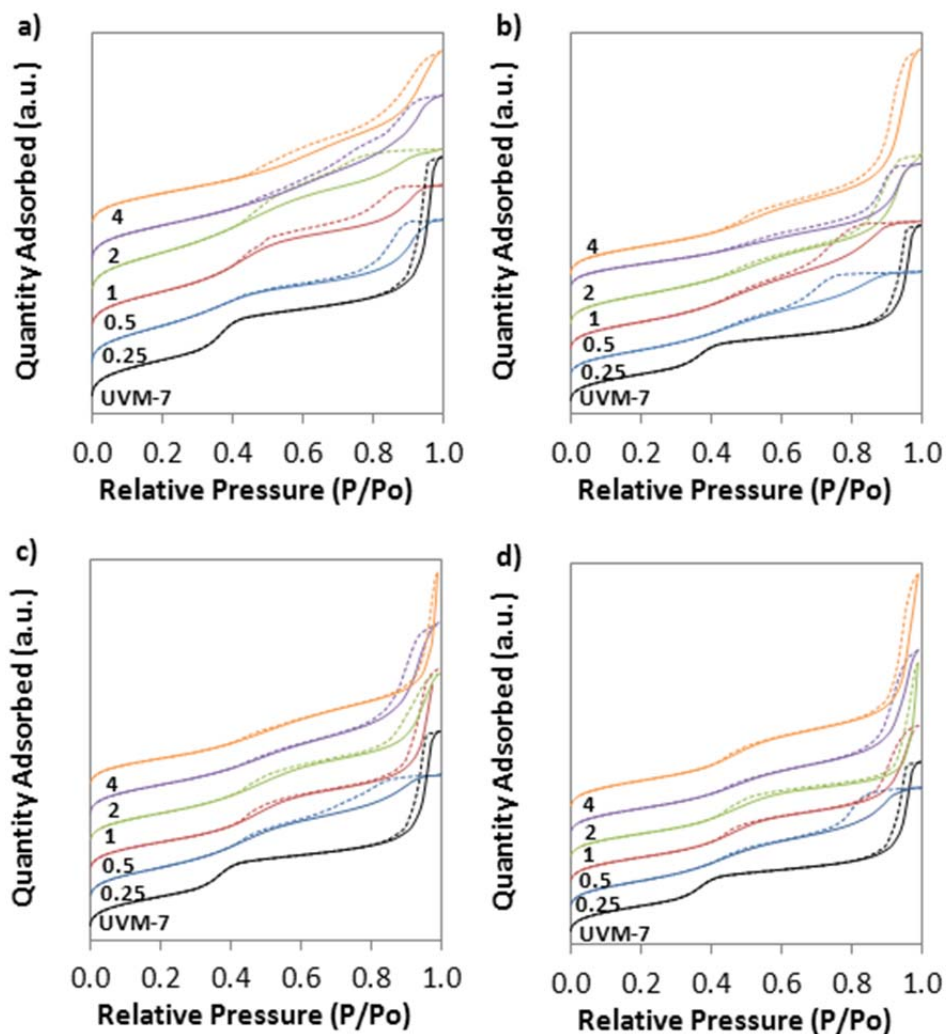 a)
Quantity Adsorbed (a.u.)
4
2
1
0.5
0.25
UVM-7
0.0 0.2 0.4 0.6 0.8 1.0
Relative Pressure (P/Po)
b)
Quantity Adsorbed (a.u.)
4
2
1
0.5
0.25
UVM-7
0.0 0.2 0.4 0.6 0.8 1.0
Relative Pressure (P/Po)
c)
Quantity Adsorbed (a.u.)
4
2
1
0.5
0.25
UVM-7
0.0 0.2 0.4 0.6 0.8 1.0
Relative Pressure (P/Po)
d)
Quantity Adsorbed (a.u.)
4
2
1
0.5
0.25
UVM-7
0.0 0.2 0.4 0.6 0.8 1.0
Relative Pressure (P/Po)